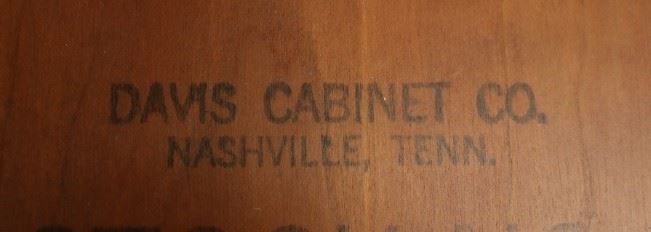 DAVIS CABINET CO.
NASHVILLE, TENN.